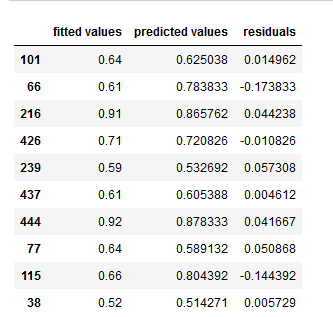 fitted values predicted values residuals
101 0.64 0.625038 0.014962
66 0.61 0.783833 -0.173833
216 0.91 0.865762 0.044238
426 0.71 0.720826 -0.010826
239 0.59 0.532692 0.057308
437 0.61 0.605388 0.004612
444 0.92 0.878333 0.041667
77 0.64 0.589132 0.050868
115 0.66 0.804392 -0.144392
38 0.52 0.514271 0.005729